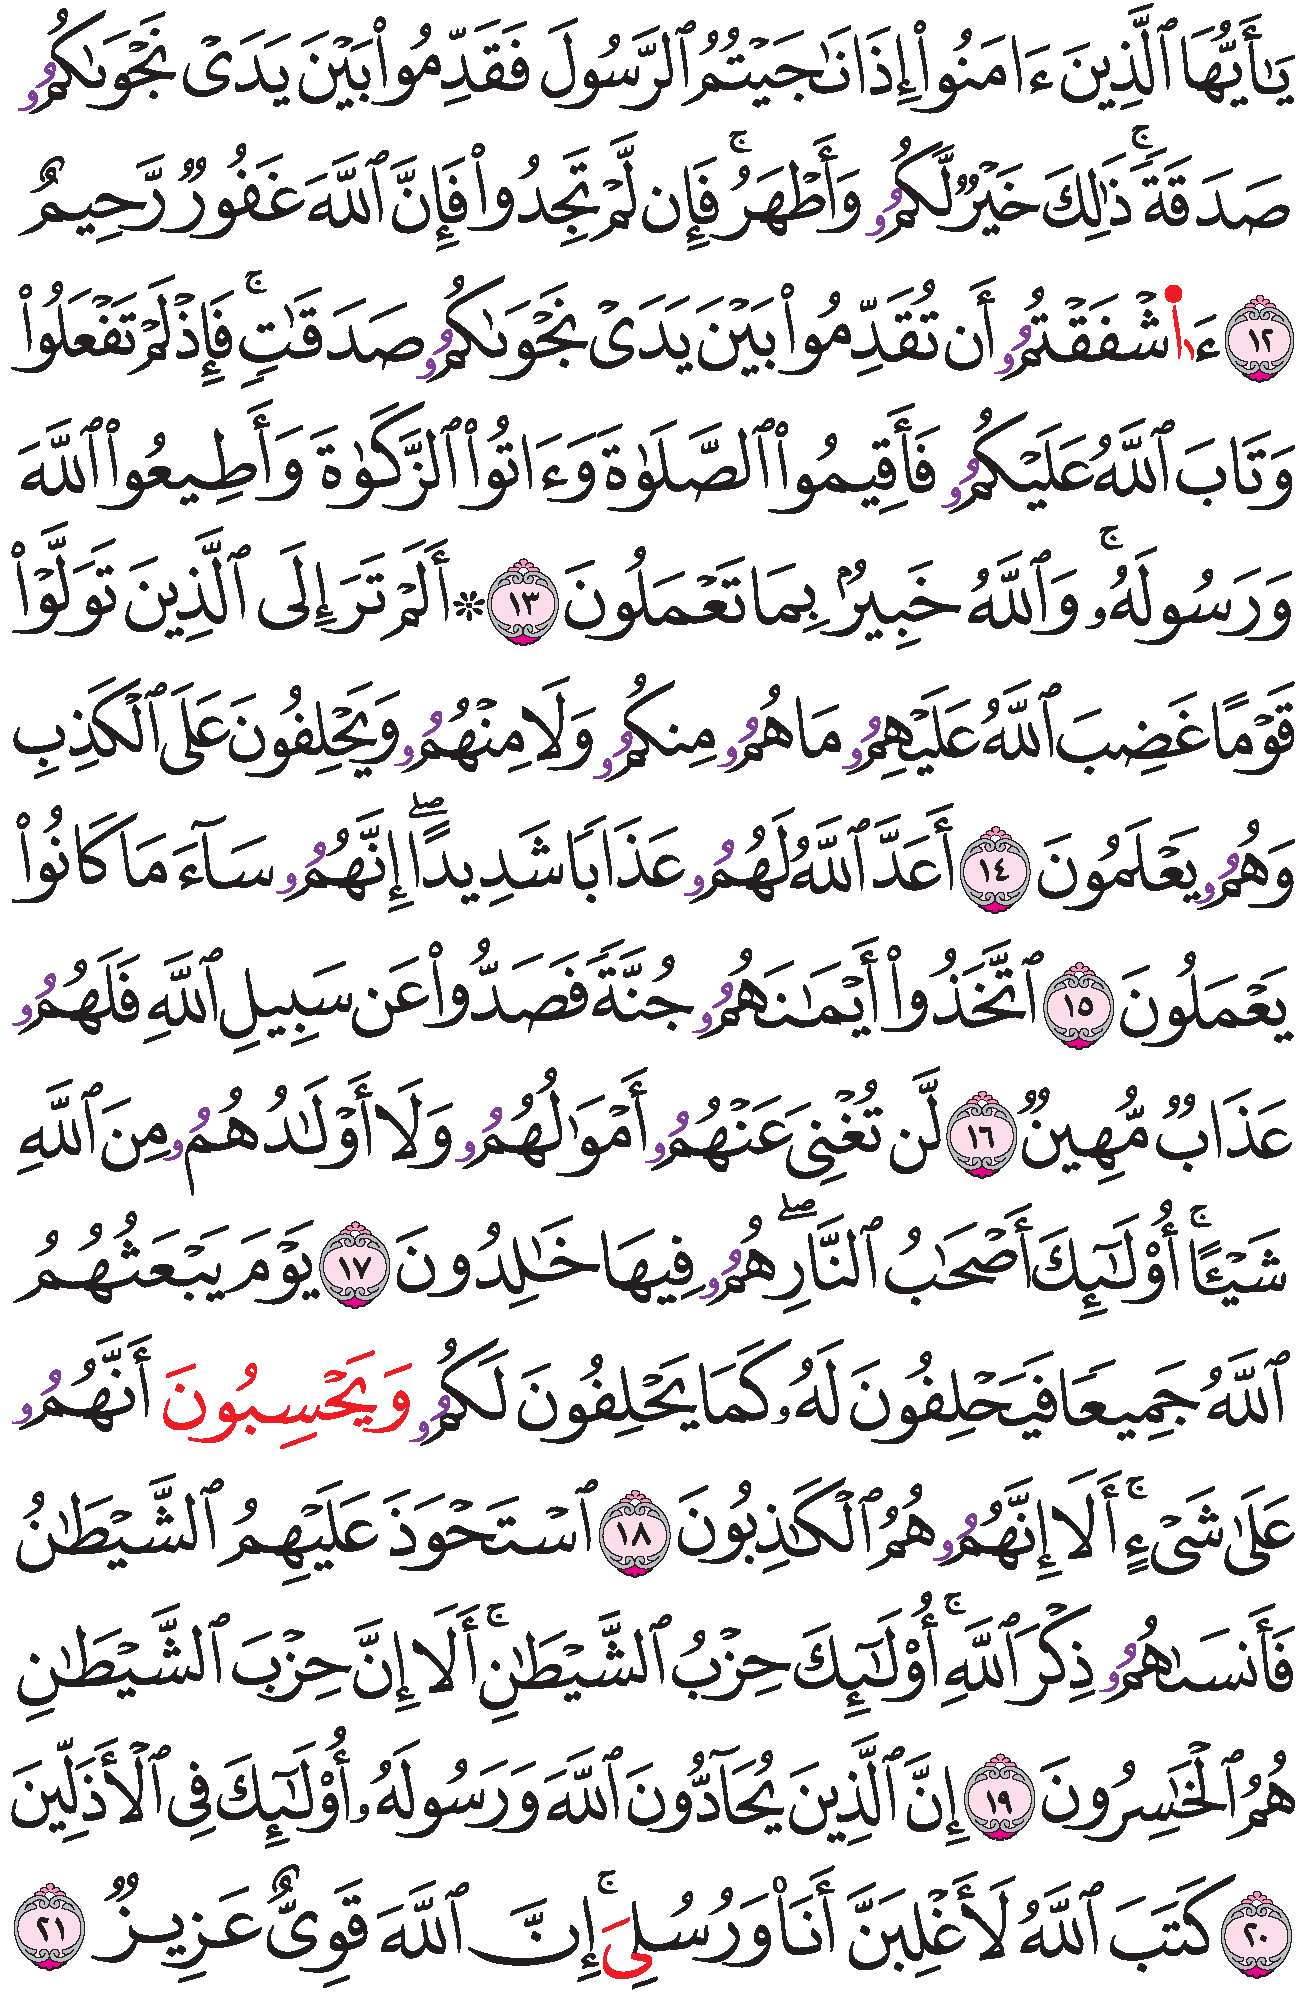 يَٰٓأَيُّهَا ٱلَّذِينَ ءَامَنُوٓاْ إِذَا نَٰجَيْتُمُ ٱلرَّسُولَ فَقَدِّمُواْ بَيْنَ يَدَىْ نَجْوَىٰكُمُۥ
صَدَقَةً ۚ ذَٰلِكَ خَيْرٌ لَّكُمُۥ وَأَطْهَرُ ۚ فَإِن لَّمْ تَجِدُواْ فَإِنَّ ٱللَّهَ غَفُورٌ رَّحِيمٌ
١٢ ءَا۬شْفَقْتُمُۥ أَن تُقَدِّمُواْ بَيْنَ يَدَىْ نَجْوَىٰكُمُۥ صَدَقَٰتٍ ۚ فَإِذْ لَمْ تَفْعَلُواْ
وَتَابَ ٱللَّهُ عَلَيْكُمُۥ فَأَقِيمُواْ ٱلصَّلَوٰةَ وَءَاتُواْ ٱلزَّكَوٰةَ وَأَطِيعُواْ ٱللَّهَ
وَرَسُولَهُۥ ۚ وَٱللَّهُ خَبِيرٌۢ بِمَا تَعْمَلُونَ ١٣ ۞ أَلَمْ تَرَ إِلَى ٱلَّذِينَ تَوَلَّوْاْ
قَوْمًا غَضِبَ ٱللَّهُ عَلَيْهِمُۥ مَا هُمُۥ مِنكُمُۥ وَلَا مِنْهُمُۥ وَيَحْلِفُونَ عَلَى ٱلْكَذِبِ
وَهُمُۥ يَعْلَمُونَ ١٤ أَعَدَّ ٱللَّهُ لَهُمُۥ عَذَابًا شَدِيدًا ۖ إِنَّهُمُۥ سَآءَ مَا كَانُواْ
يَعْمَلُونَ ١٥ ٱتَّخَذُوٓاْ أَيْمَٰنَهُمُۥ جُنَّةً فَصَدُّواْ عَن سَبِيلِ ٱللَّهِ فَلَهُمُۥ
عَذَابٌ مُّهِينٌ ١٦ لَّن تُغْنِىَ عَنْهُمُۥ أَمْوَٰلُهُمُۥ وَلَآ أَوْلَٰدُهُمُۥ مِنَ ٱللَّهِ
شَيْـًٔا ۚ أُوْلَٰٓئِكَ أَصْحَٰبُ ٱلنَّارِ ۖ هُمُۥ فِيهَا خَٰلِدُونَ ١٧ يَوْمَ يَبْعَثُهُمُ
ٱللَّهُ جَمِيعًا فَيَحْلِفُونَ لَهُۥ كَمَا يَحْلِفُونَ لَكُمُۥ وَيَحْسِبُونَ أَنَّهُمُۥ
عَلَىٰ شَىْءٍ ۚ أَلَآ إِنَّهُمُۥ هُمُ ٱلْكَٰذِبُونَ ١٨ ٱسْتَحْوَذَ عَلَيْهِمُ ٱلشَّيْطَٰنُ
فَأَنسَىٰهُمُۥ ذِكْرَ ٱللَّهِ ۚ أُوْلَٰٓئِكَ حِزْبُ ٱلشَّيْطَٰنِ ۚ أَلَآ إِنَّ حِزْبَ ٱلشَّيْطَٰنِ
هُمُ ٱلْخَٰسِرُونَ ١٩ إِنَّ ٱلَّذِينَ يُحَآدُّونَ ٱللَّهَ وَرَسُولَهُۥٓ أُوْلَٰٓئِكَ فِى ٱلْأَذَلِّينَ
٢٠ كَتَبَ ٱللَّهُ لَأَغْلِبَنَّ أَنَا۠ وَرُسُلِىَ ۚ إِنَّ ٱللَّهَ قَوِىٌّ عَزِيزٌ ٢١